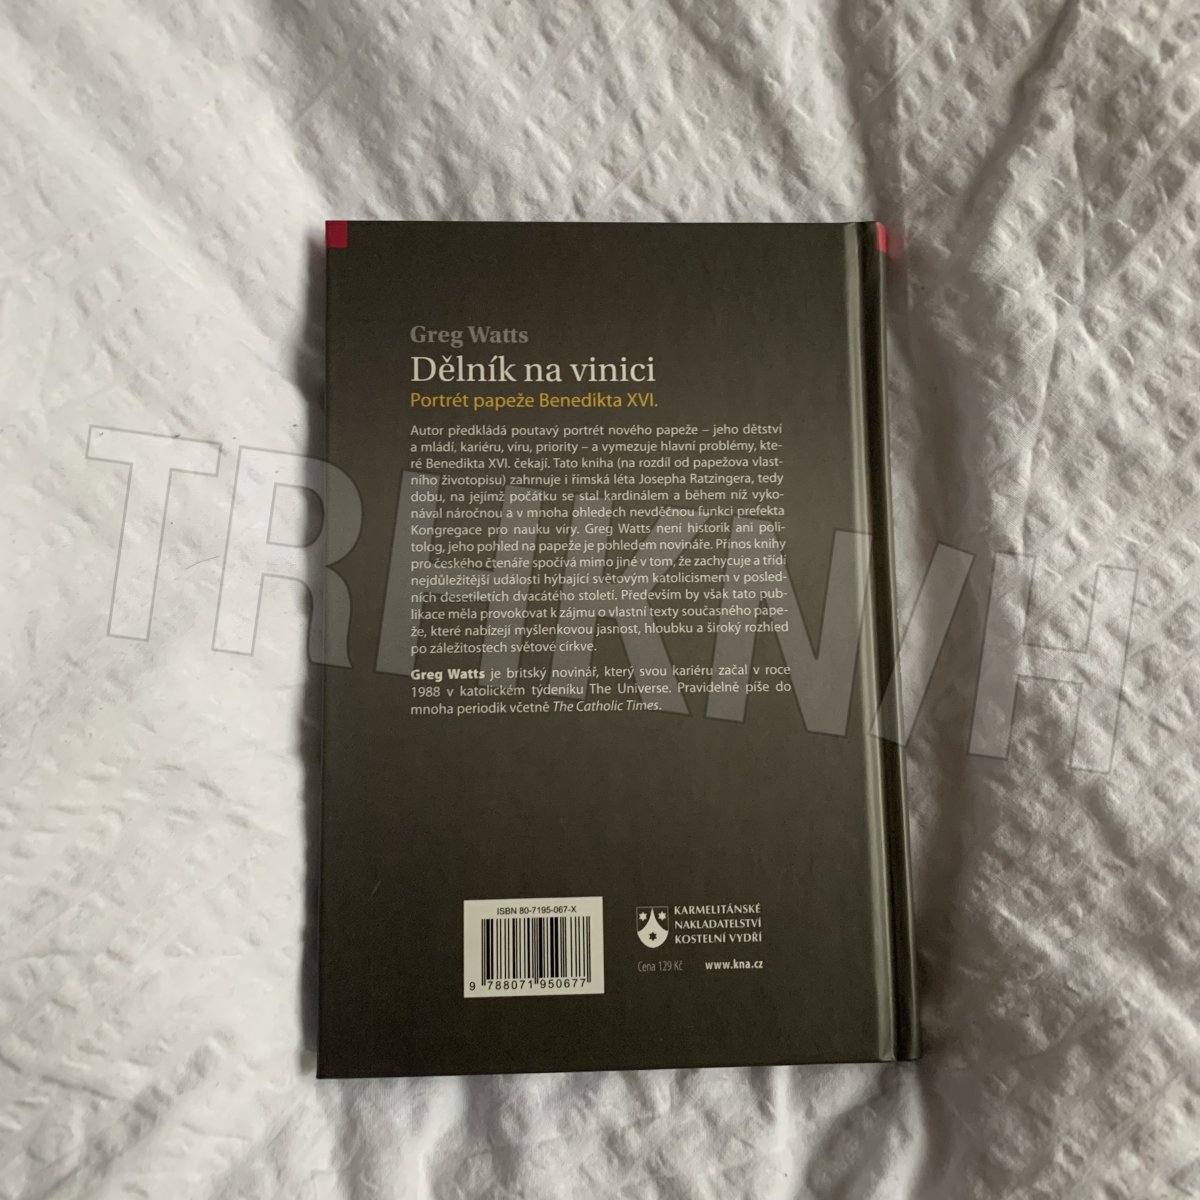 Greg Watts
Dělník na vinici
Portrét papeže Benedikta XVI.
Autor předkládá poutavý portrét nového papeže – jeho dětství
a mládí, kariéru, víru, priority – a vymezuje hlavní problémy, kte-
ré Benedikta XVI. čekají. Tato kniha (na rozdíl od papežova vlast-
ního životopisu) zahrnuje i římská léta Josepha Ratzingera, tedy
dobu, na jejímž počátku se stal kardinálem a během níž vyko-
nával náročnou a v mnoha ohledech nevděčnou funkci prefekta
Kongregace pro nauku víry. Greg Watts není historik ani poli-
tolog, jeho pohled na papeže je pohledem novináře. Přínos knihy
pro českého čtenáře spočívá mimo jiné v tom, že zachycuje a třídí
nejdůležitější události hýbající světovým katolicismem v posled-
ních desetiletích dvacátého století. Především by však tato pub-
likace měla provokovat k zájmu o vlastní texty současného pape-
že, které nabízejí myšlenkovou jasnost, hloubku a široký rozhled
po záležitostech světové církve.
Greg Watts je britský novinář, který svou kariéru začal v roce
1988 v katolickém týdeníku The Universe. Pravidelně píše do
mnoha periodik včetně The Catholic Times.
ISBN 80-7195-067-X
9 788071 950677
KARMELITÁNSKÉ
NAKLADATELSTVÍ
KOSTELNÍ VYDŘÍ
Cena 129 Kč www.kna.cz
TRHKNIH